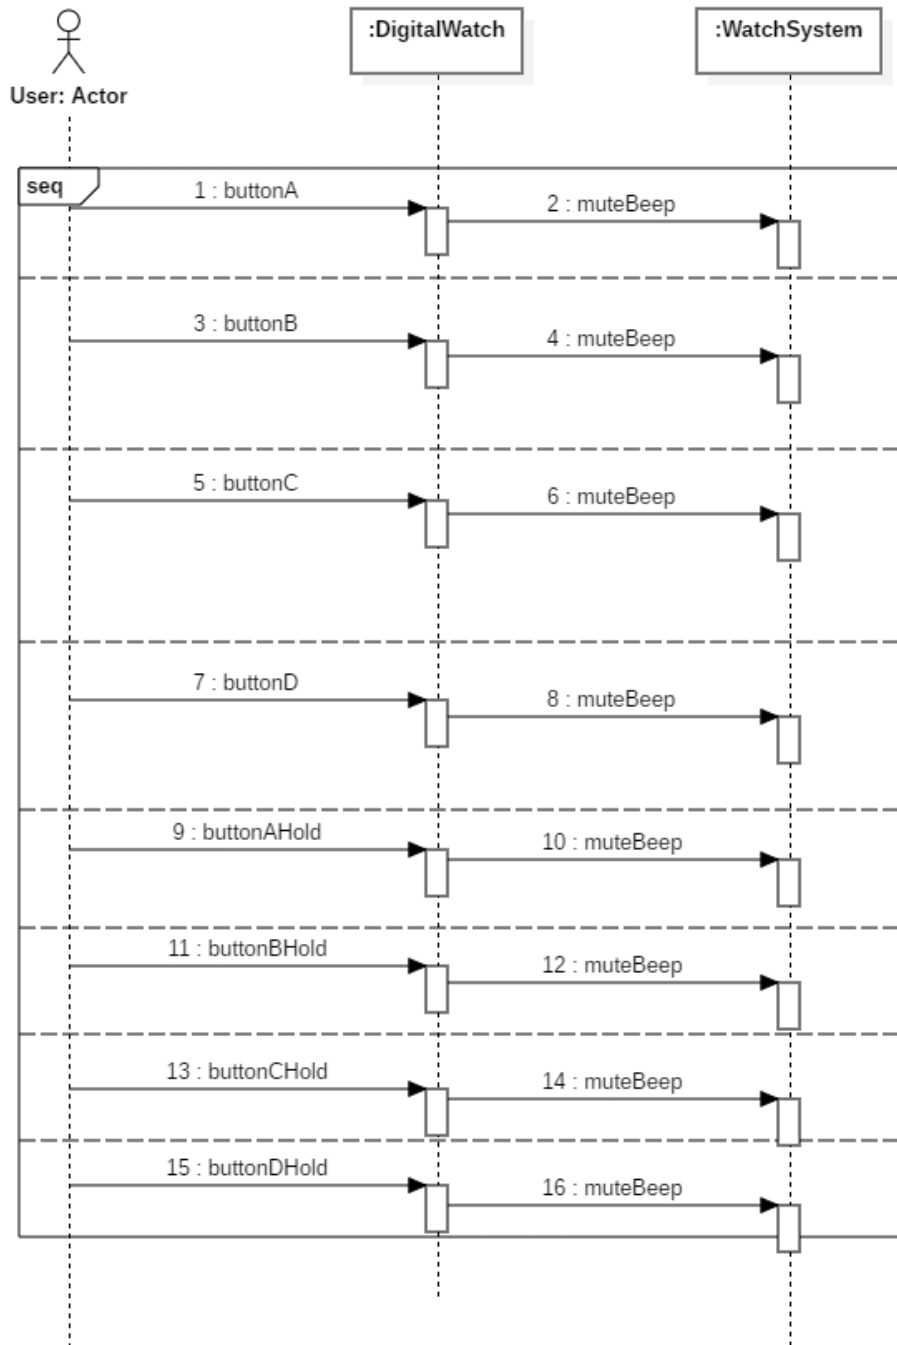 :DigitalWatch
:WatchSystem
User: Actor
seq
1 : buttonA
2 : muteBeep
3 : buttonB
4 : muteBeep
5 : buttonC
6 : muteBeep
7 : buttonD
8 : muteBeep
9 : buttonAHold
10 : muteBeep
11 : buttonBHold
12 : muteBeep
13 : buttonCHold
14 : muteBeep
15 : buttonDHold
16 : muteBeep